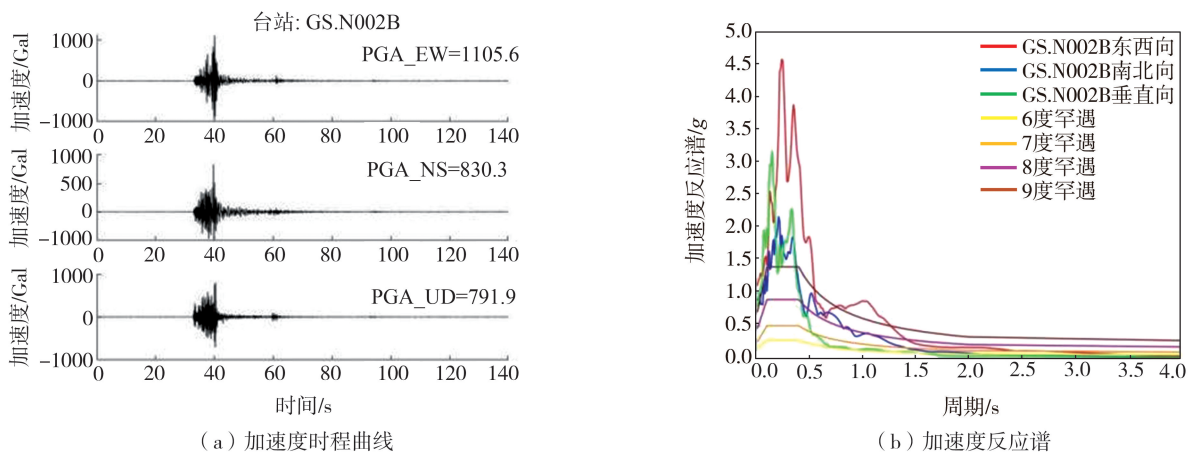 台站: GS.N002B
加速度/Gal
1000
0
−1000
PGA_EW=1105.6
0 20 40 60 80 100 120 140
加速度/Gal
1000
500
0
−1000
PGA_NS=830.3
0 20 40 60 80 100 120 140
加速度/Gal
1000
0
−1000
PGA_UD=791.9
0 20 40 60 80 100 120 140
时间/s
（a）加速度时程曲线
加速度反应谱/g
5.0
4.5
4.0
3.5
3.0
2.5
2.0
1.5
1.0
0.5
0.0
GS.N002B东西向
GS.N002B南北向
GS.N002B垂直向
6度罕遇
7度罕遇
8度罕遇
9度罕遇
0.0 0.5 1.0 1.5 2.0 2.5 3.0 3.5 4.0
周期/s
（b）加速度反应谱